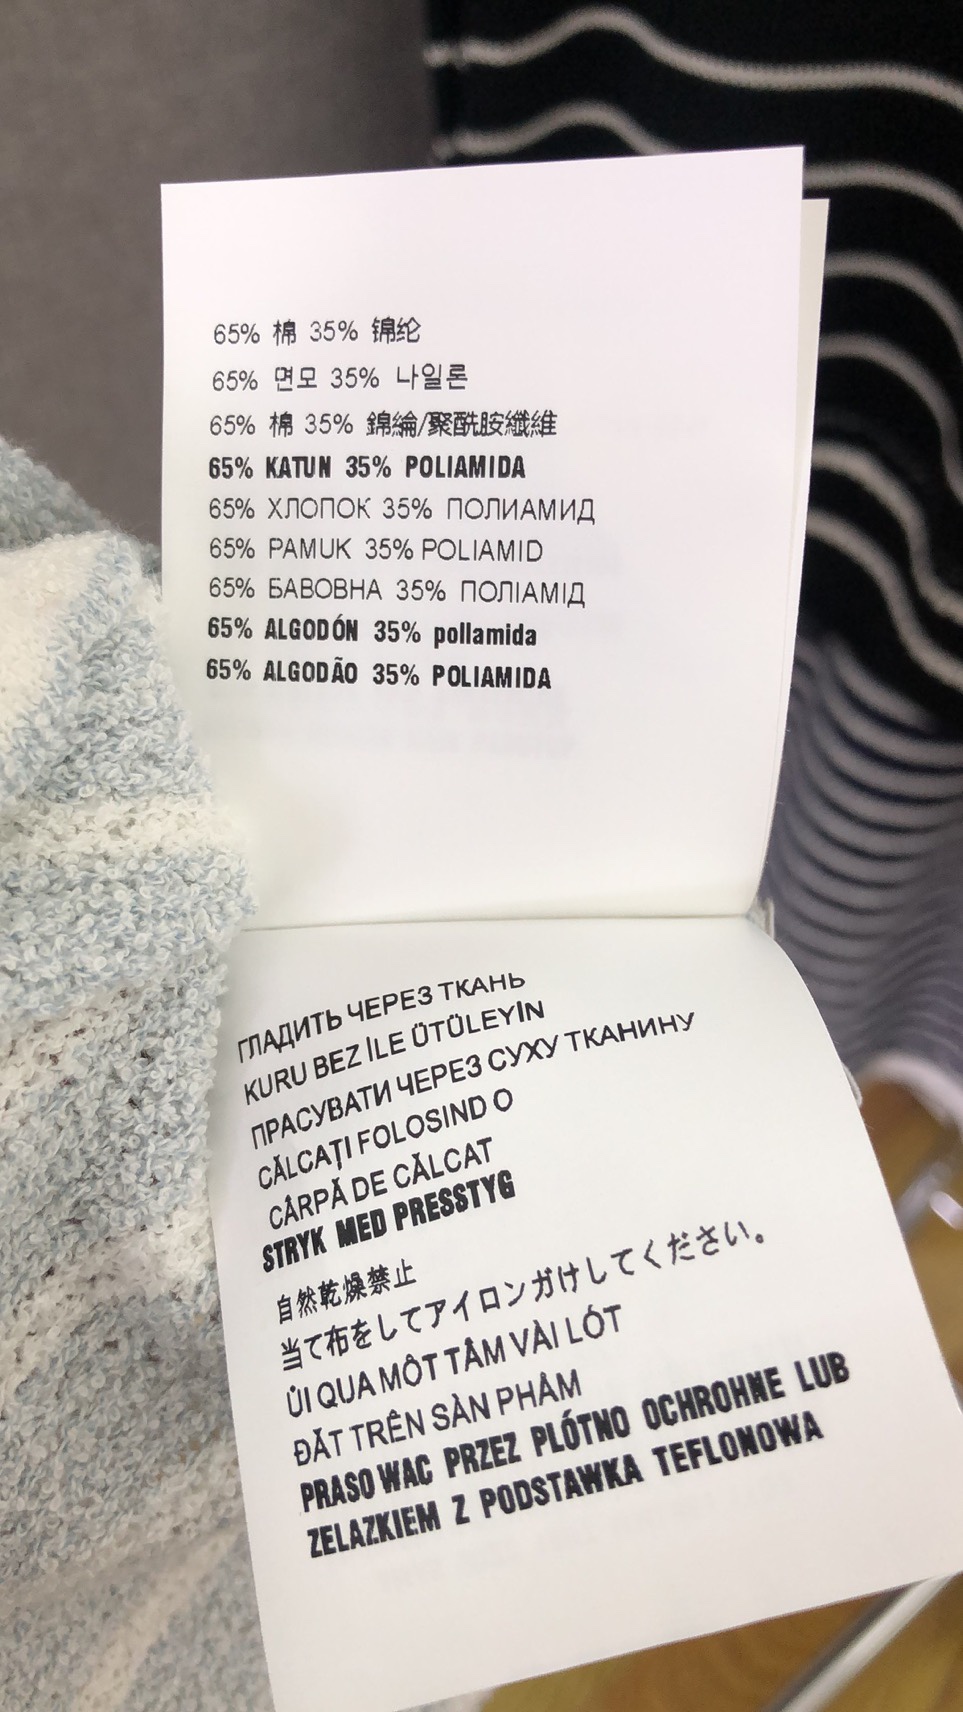 65% 棉 35% 锦纶
65% 면모 35% 나일론
65% 棉 35% 錦綸/聚酰胺纖維
65% KATUN 35% POLIAMIDA
65% ХЛОПОК 35% ПОЛИАМИД
65% PAMUK 35% POLIAMID
65% БАВОВНА 35% ПОЛІАМІД
65% ALGODÓN 35% pollamida
65% ALGODÃO 35% POLIAMIDA
ГЛАДИТЬ ЧЕРЕЗ ТКАНЬ
KURU BEZ İLE ÜTÜLEYİN
ПРАСУВАТИ ЧЕРЕЗ СУХУ ТКАНИНУ
CĂLCAȚI FOLOSIND O
CÂRPĂ DE CĂLCAT
STRYK MED PRESSTYG
自然乾燥禁止
当て布をしてアイロンガけしてください。
ỦI QUA MỘT TẤM VẢI LÓT
ĐẶT TRÊN SẢN PHẨM
PRASO WAC PRZEZ PLÓTNO OCHROHNE LUB
ZELAZKIEM Z PODSTAWKA TEFLONOWA